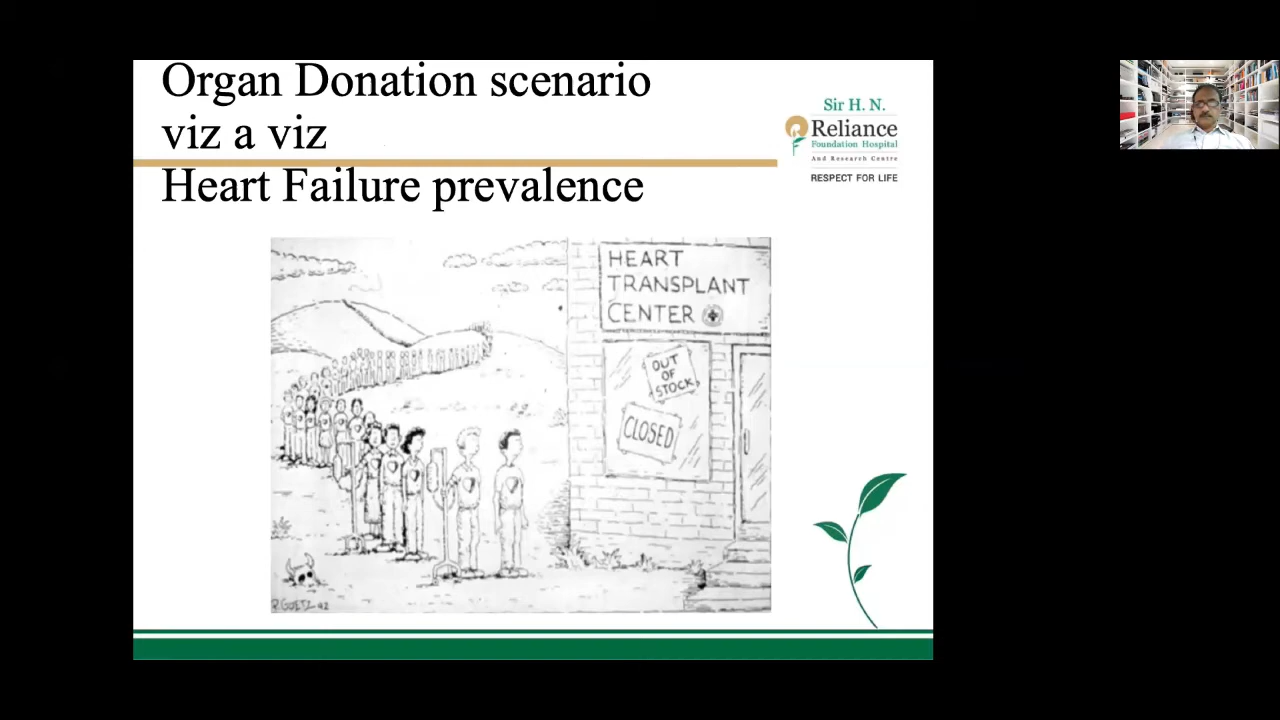 Organ Donation scenario
viz a viz
Heart Failure prevalence
Sir H. N.
Reliance
Foundation Hospital
And Research Centre
RESPECT FOR LIFE
HEART
TRANSPLANT
CENTER
OUT
OF
STOCK
CLOSED